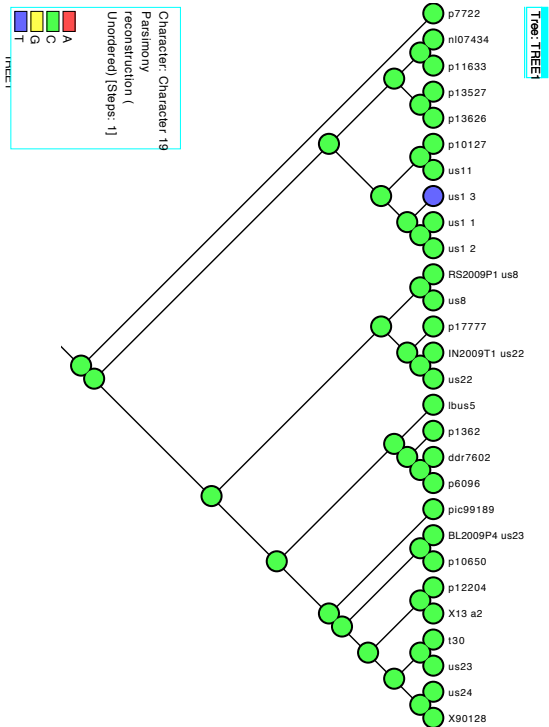 Tree: TREE1
Character: Character 19
Parsimony
reconstruction (
Unordered) [Steps: 1]
A
C
G
T
TREE1
p7722
nl07434
p11633
p13527
p13626
p10127
us11
us1 3
us1 1
us1 2
RS2009P1 us8
us8
p17777
IN2009T1 us22
us22
lbus5
p1362
ddr7602
p6096
pic99189
BL2009P4 us23
p10650
p12204
X13 a2
t30
us23
us24
X90128